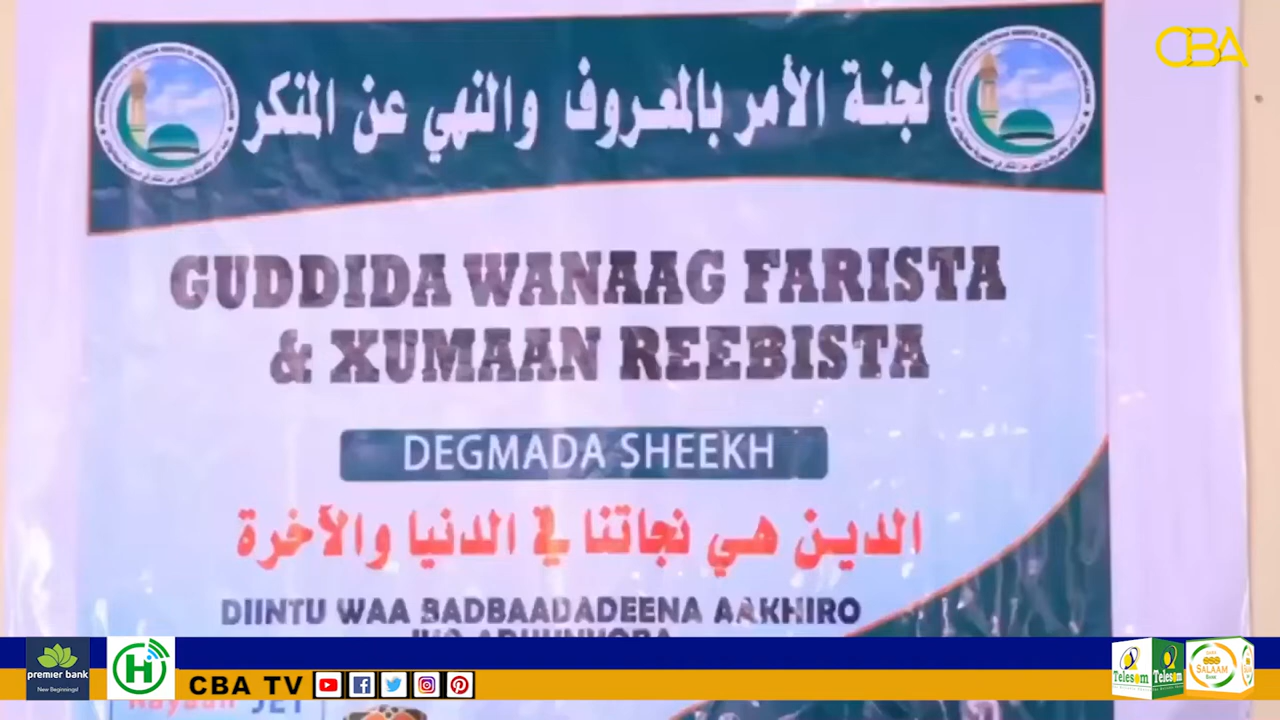 CBA
لجنة الأمر بالمعروف والنهي عن المنكر
GUDDIDA WANAAG FARISTA
& XUMAAN REEBISTA
DEGMADA SHEEKH
الدين هي نجاتنا في الدنيا والآخرة
DIINTU WAA BADBAADADEENA AAKHIRO
premier bank
New Beginnings!
H
CBA TV
Telesom
Telesom
SALAAM
JET